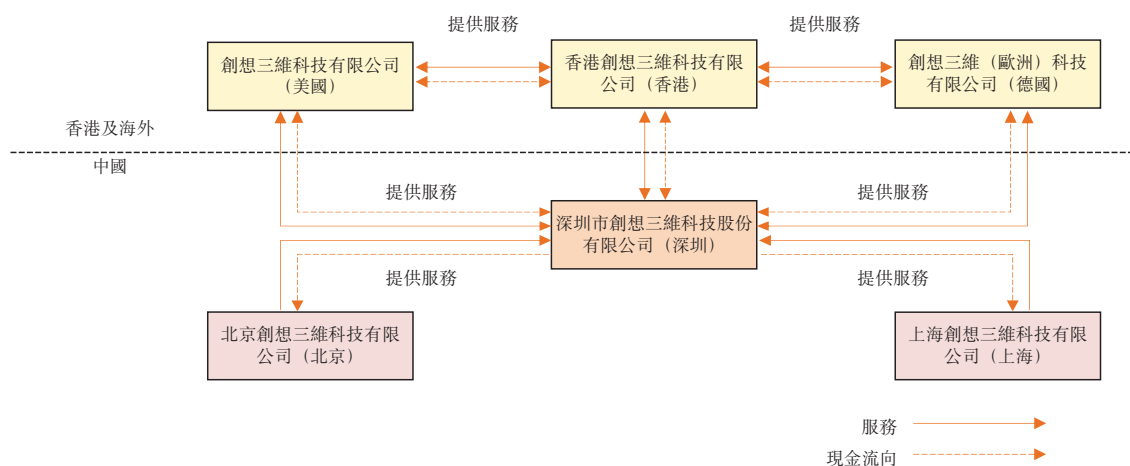 提供服務
提供服務
創想三維科技有限公司
（美國）
香港創想三維科技有限
公司（香港）
創想三維（歐洲）科技
有限公司（德國）
香港及海外
中國
提供服務
提供服務
深圳市創想三維科技股份
有限公司（深圳）
提供服務
提供服務
北京創想三維科技有限
公司（北京）
上海創想三維科技有限
公司（上海）
服務
現金流向